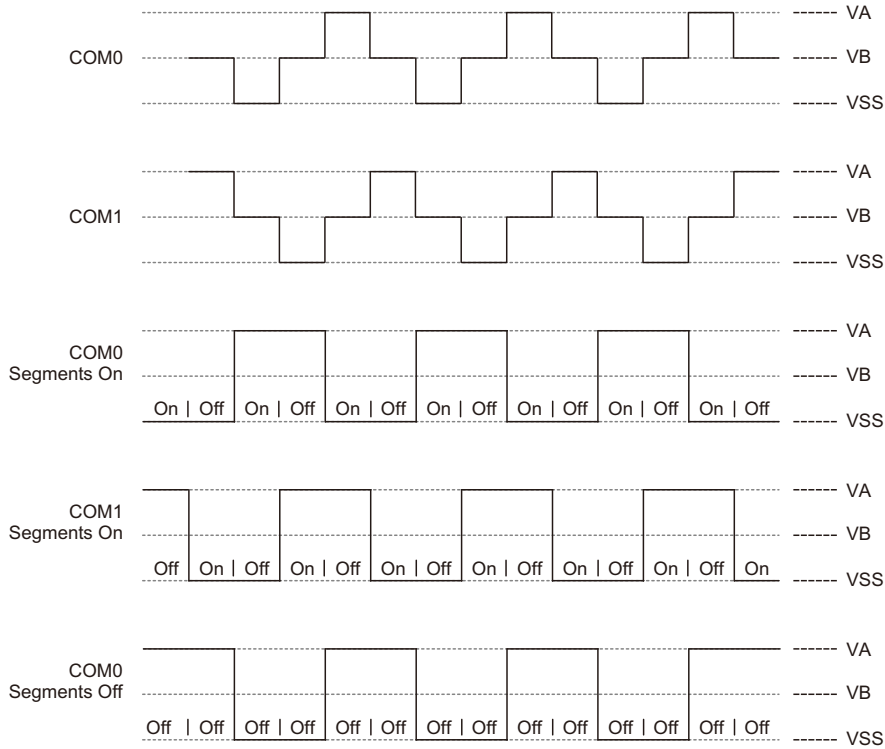 VA
COM0
VB
VSS
VA
COM1
VB
VSS
VA
COM0
Segments On
VB
On | Off | On | Off | On | Off | On | Off | On | Off | On | Off | On | Off
VSS
VA
COM1
Segments On
VB
Off | On | Off | On | Off | On | Off | On | Off | On | Off | On | Off | On
VSS
VA
COM0
Segments Off
VB
Off | Off | Off | Off | Off | Off | Off | Off | Off | Off | Off | Off | Off | Off
VSS